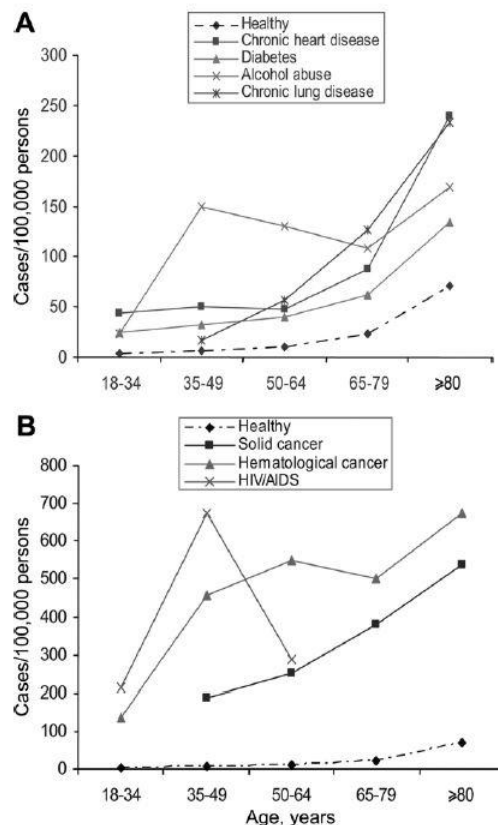 A
Healthy
Chronic heart disease
Diabetes
Alcohol abuse
Chronic lung disease
Cases/100,000 persons
300
250
200
150
100
50
0
18-34 35-49 50-64 65-79 ≥80
B
Healthy
Solid cancer
Hematological cancer
HIV/AIDS
Cases/100,000 persons
800
700
600
500
400
300
200
100
0
18-34 35-49 50-64 65-79 ≥80
Age, years